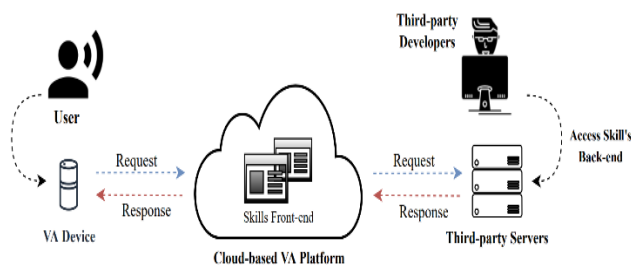 Third-party
Developers
User
Access Skill's
Back-end
Request
Request
Response
Response
Skills Front-end
VA Device
Cloud-based VA Platform
Third-party Servers